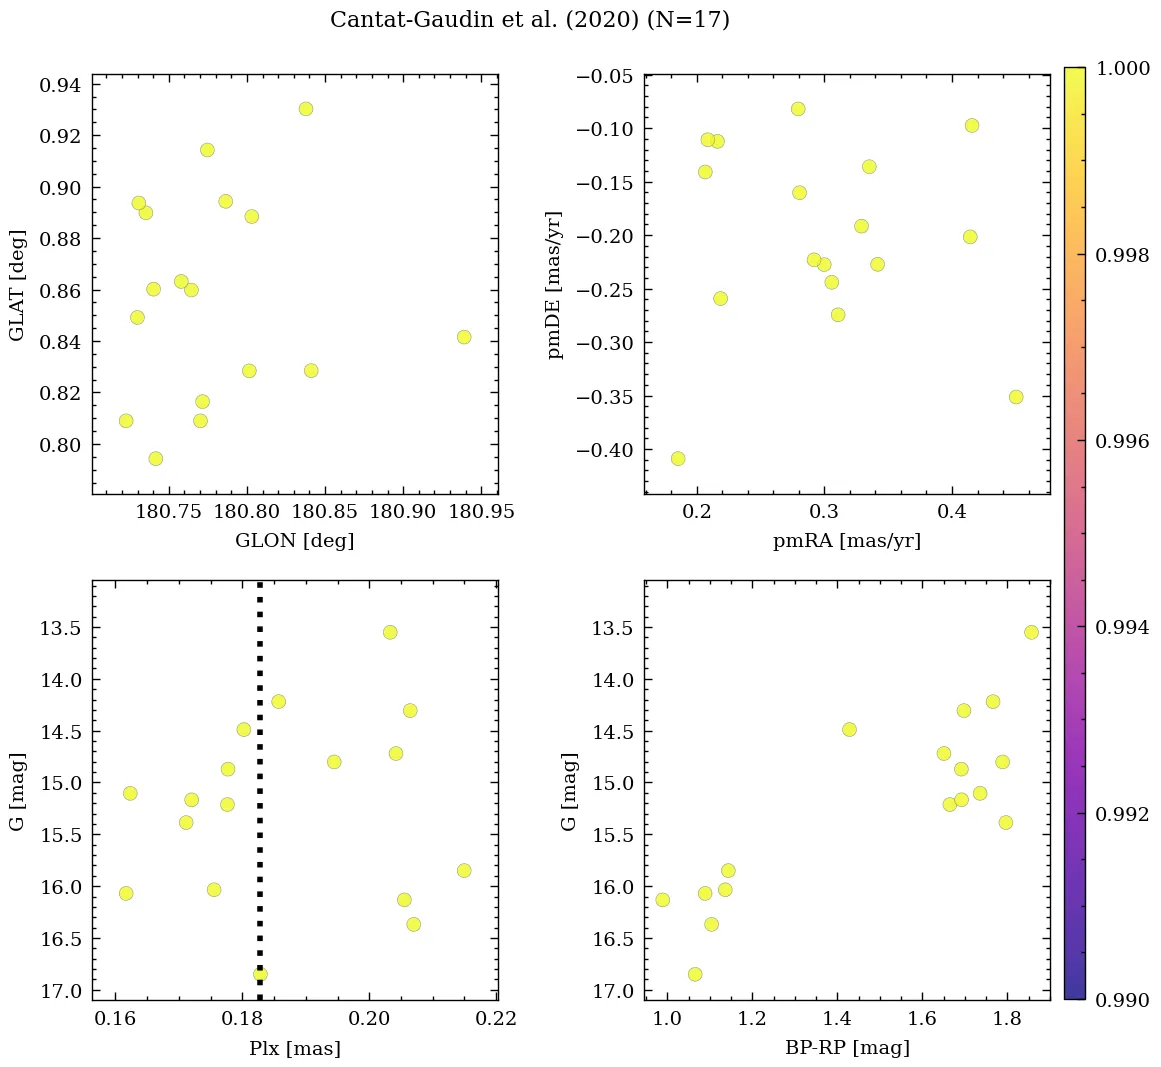 Cantat-Gaudin et al. (2020) (N=17)
0.94
0.92
0.90
0.88
0.86
0.84
0.82
0.80
GLAT [deg]
180.75 180.80 180.85 180.90 180.95
GLON [deg]
−0.05
−0.10
−0.15
−0.20
−0.25
−0.30
−0.35
−0.40
pmDE [mas/yr]
0.2 0.3 0.4
pmRA [mas/yr]
13.5
14.0
14.5
15.0
15.5
16.0
16.5
17.0
G [mag]
0.16 0.18 0.20 0.22
Plx [mas]
13.5
14.0
14.5
15.0
15.5
16.0
16.5
17.0
G [mag]
1.0 1.2 1.4 1.6 1.8
BP-RP [mag]
1.000
0.998
0.996
0.994
0.992
0.990